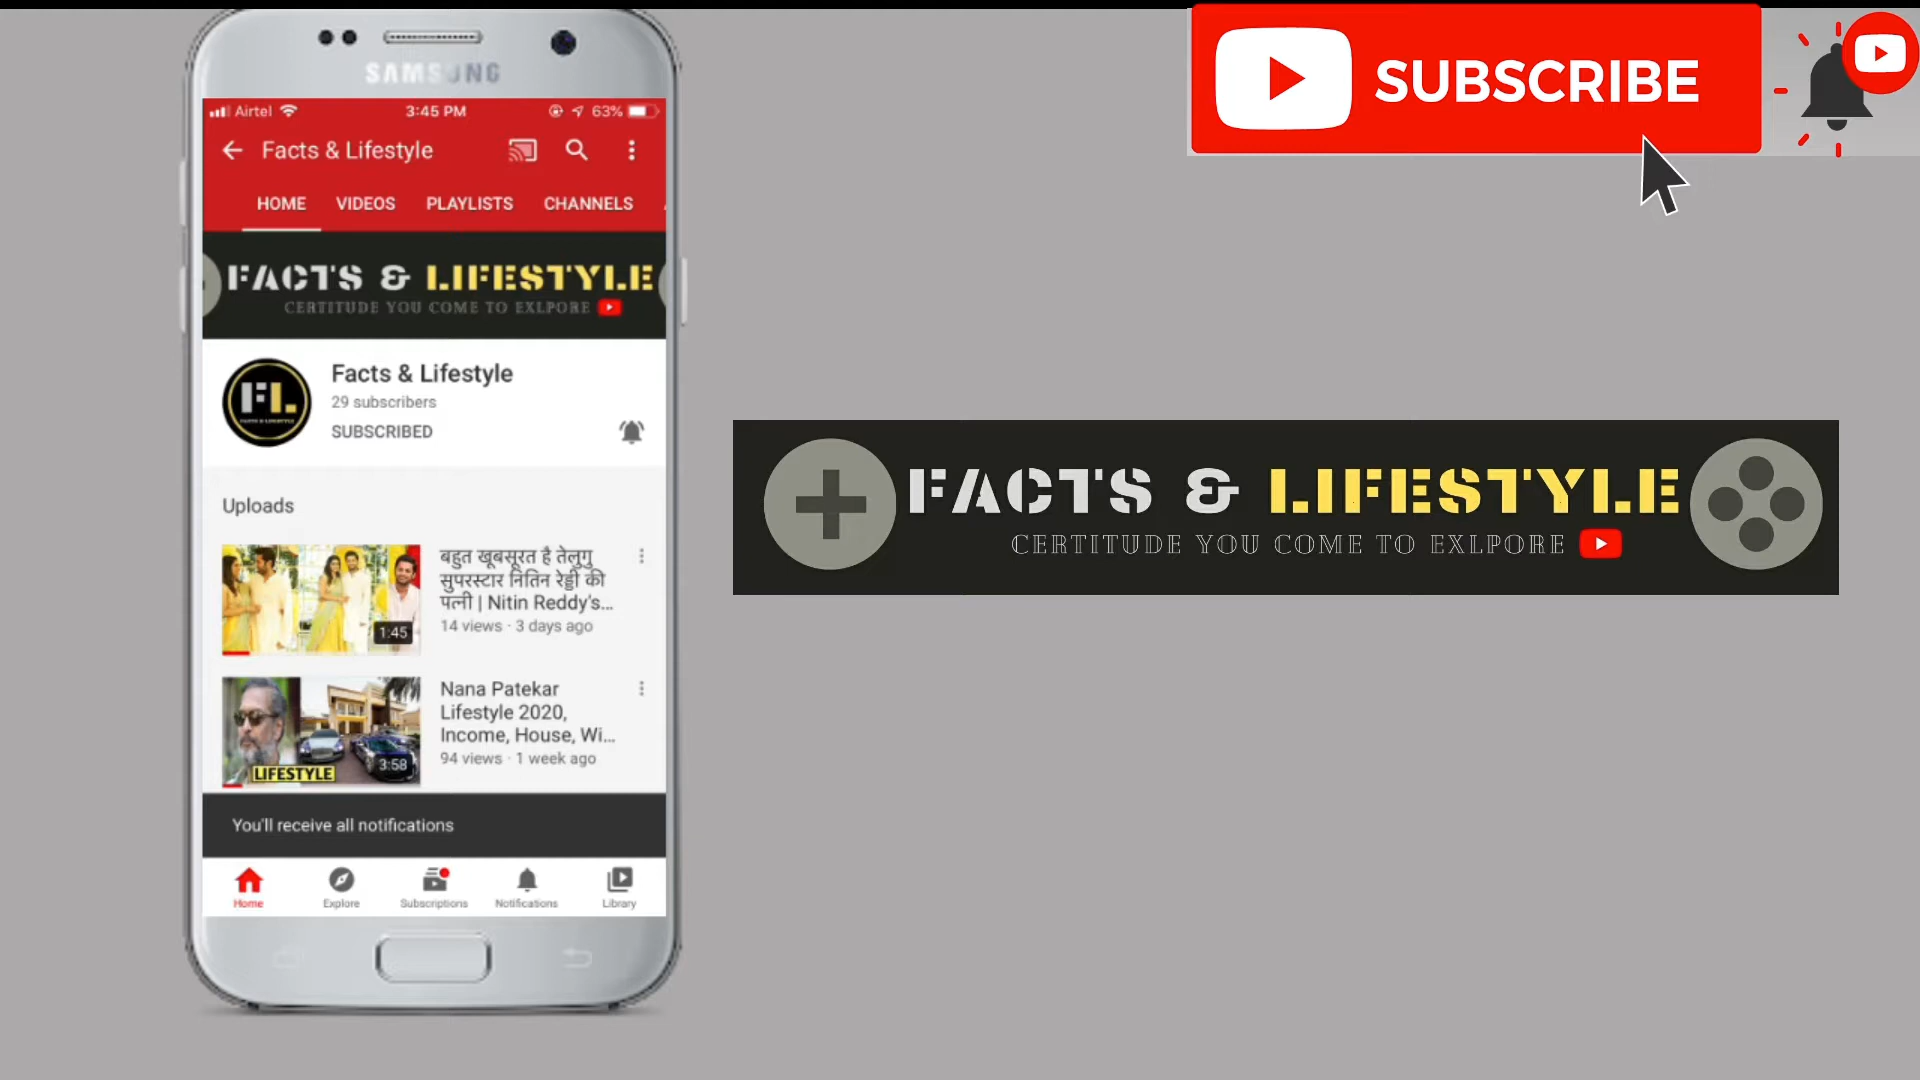 SUBSCRIBE
SAMSUNG
Airtel 3:45 PM 63%
Facts & Lifestyle
HOME VIDEOS PLAYLISTS CHANNELS
FACTS & LIFESTYLE
CERTITUDE YOU COME TO EXLPORE
FL
Facts & Lifestyle
29 subscribers
SUBSCRIBED
Uploads
बहुत खूबसूरत है तेलुगु
सुपरस्टार नितिन रेड्डी की
पत्नी | Nitin Reddy's...
14 views · 3 days ago
1:45
Nana Patekar
Lifestyle 2020,
Income, House, Wi...
94 views · 1 week ago
3:58
LIFESTYLE
You'll receive all notifications
Home Explore Subscriptions Notifications Library
FACTS & LIFESTYLE
CERTITUDE YOU COME TO EXLPORE